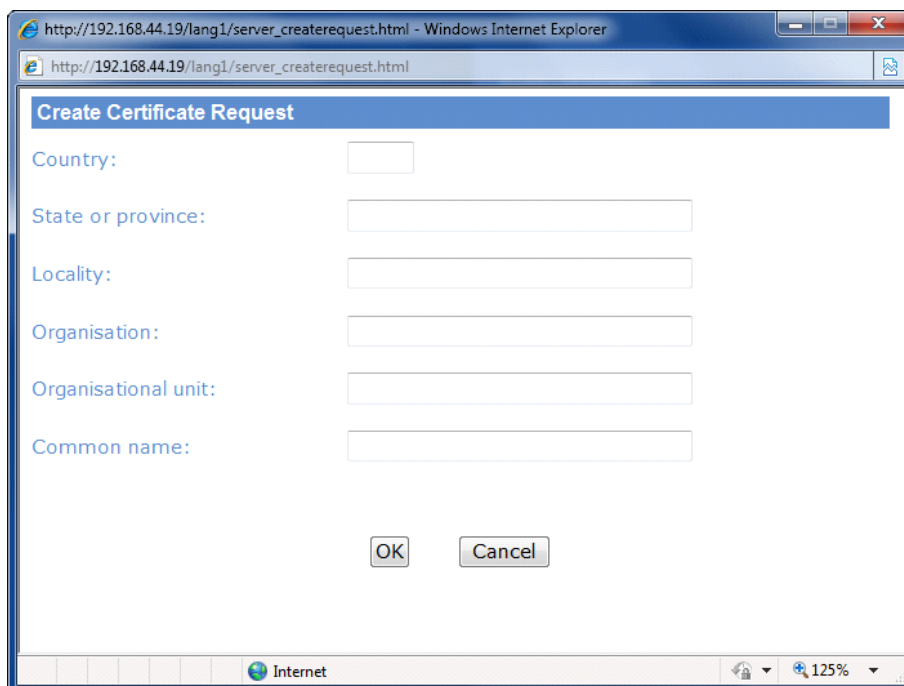 http://192.168.44.19/lang1/server_createrequest.html - Windows Internet Explorer
http://192.168.44.19/lang1/server_createrequest.html
Create Certificate Request
Country:
State or province:
Locality:
Organisation:
Organisational unit:
Common name:
OK Cancel
Internet 125%